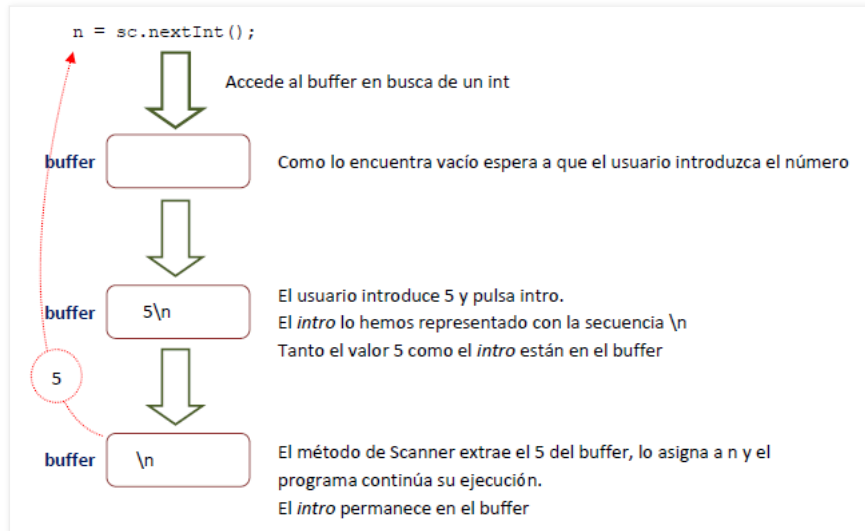 n = sc.nextInt();
Accede al buffer en busca de un int
buffer
Como lo encuentra vacío espera a que el usuario introduzca el número
buffer
5\n
El usuario introduce 5 y pulsa intro.
El intro lo hemos representado con la secuencia \n
Tanto el valor 5 como el intro están en el buffer
5
buffer
\n
El método de Scanner extrae el 5 del buffer, lo asigna a n y el
programa continúa su ejecución.
El intro permanece en el buffer